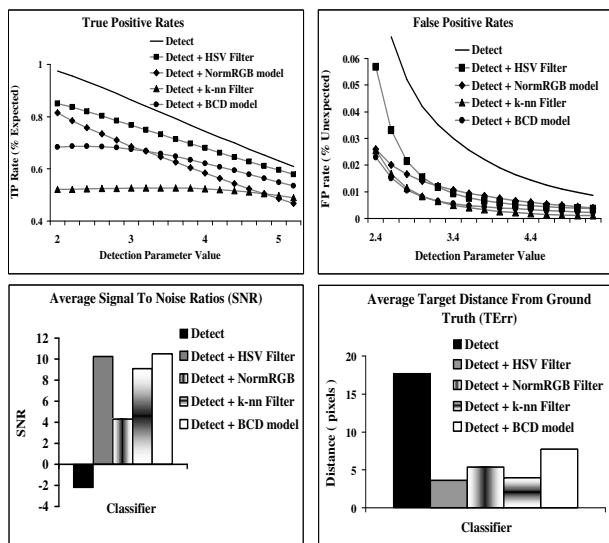 True Positive Rates
1
0.8
0.6
0.4
TP Rate (% Expected)
2
3
4
5
Detection Parameter Value
Detect
Detect + HSV Filter
Detect + NormRGB model
Detect + k-nn Filter
Detect + BCD model
False Positive Rates
0.06
0.05
0.04
0.03
0.02
0.01
0
FP rate (% Unexpected)
2.4
3.4
4.4
Detection Parameter Value
Detect
Detect + HSV Filter
Detect + NormRGB model
Detect + k-nn Fitler
Detect + BCD model
Average Signal To Noise Ratios (SNR)
12
10
8
6
4
2
0
-2
-4
SNR
Classifier
Detect
Detect + HSV Filter
Detect + NormRGB
Detect + k-nn Filter
Detect + BCD model
Average Target Distance From Ground
Truth (TErr)
20
15
10
5
0
Distance ( pixels)
Classifier
Detect
Detect + HSV Filter
Detect + NormRGB Filter
Detect + k-nn Filter
Detect + BCD model